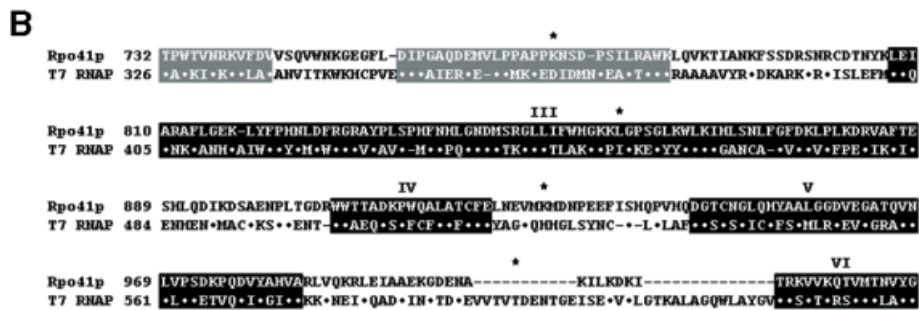 B
*
Rpo41p 732 TPWTVNRKVFDVVSQVWNKGEGFL-DIPGAQDEMVLPPAPPKNSD-PSILRAWKLQVKTIANKFSSDRSNRCDTNYKLEI
T7 RNAP 326 •A•KI•K••LA•ANVITKWKHCPVE•••AIER•E-••MK•EDIDMN•EA•T•••RAAAAVYR•DKARK•R•ISLEFM••Q
III *
Rpo41p 810 ARAFLGEK-LYFPHNLDFRGRAYPLSPHFNHLGNDMSRGLLIFWHGKKLGPSGLKWLKIHLSNLFGFDKLPLKDRVAFTE
T7 RNAP 405 •NK•ANH•AIW••Y•M•W•••V•AV•-M••PQ••••TK•••TLAK••PI•KE•YY••••GANCA-•V••V•FPE•IK•I•
IV * V
Rpo41p 889 SHLQDIKDSAENPLTGDRWWTTADKPWQALATCFELNEVMKMDNPEEFISHQPVHQDGTCNGLQHYAALGGDVEGATQVN
T7 RNAP 484 ENHEN•MACKS••ENT-••AEQ•S•FCF••F•••YAG•QHHGLSYNC-•L•LAF••S•S•IC•FS•MLR•EV•GRA••
* VI
Rpo41p 969 LVPSDKPQDVYAHVARLVQKRLEIAAEKGDENA-----------KILKDKI--------------TRKVVKQTVMTNVYG
T7 RNAP 561 •L••ETVQ•I•GI••KK•NEI•QAD•IN•TD•EVVTVTDENTGEISE•V•LGTKALAGQWLAYGV••S•T•RS•••LA••